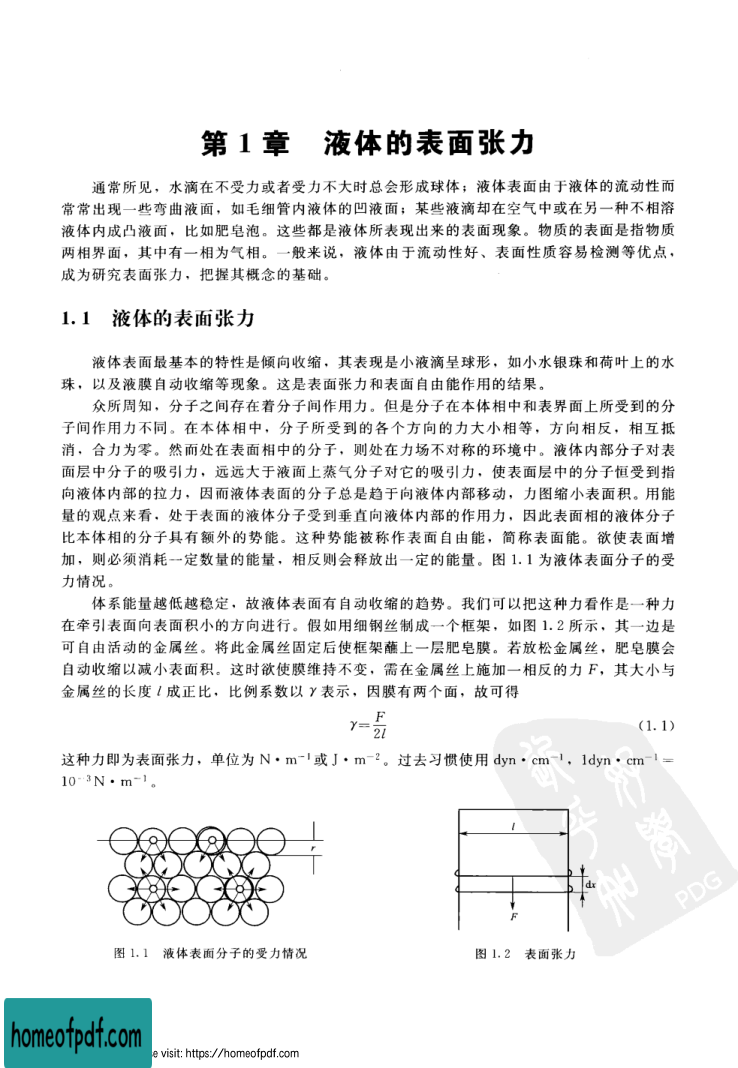 第 1 章　液体的表面张力
通常所见，水滴在不受力或者受力不大时总会形成球体；液体表面由于液体的流动性而
常常出现一些弯曲液面，如毛细管内液体的凹液面；某些液滴却在空气中或在另一种不相溶
液体内成凸液面，比如肥皂泡。这些都是液体所表现出来的表面现象。物质的表面是指物质
两相界面，其中有一相为气相。一般来说，液体由于流动性好、表面性质容易检测等优点，
成为研究表面张力，把握其概念的基础。
1.1　液体的表面张力
液体表面最基本的特性是倾向收缩，其表现是小液滴呈球形，如小水银珠和荷叶上的水
珠，以及液膜自动收缩等现象。这是表面张力和表面自由能作用的结果。
众所周知，分子之间存在着分子间作用力。但是分子在本体相中和表界面上所受到的分
子间作用力不同。在本体相中，分子所受到的各个方向的力大小相等，方向相反，相互抵
消，合力为零。然而处在表面相中的分子，则处在力场不对称的环境中。液体内部分子对表
面层中分子的吸引力，远远大于液面上蒸气分子对它的吸引力，使表面层中的分子恒受到指
向液体内部的拉力，因而液体表面的分子总是趋于向液体内部移动，力图缩小表面积。用能
量的观点来看，处于表面的液体分子受到垂直向液体内部的作用力，因此表面相的液体分子
比本体相的分子具有额外的势能。这种势能被称作表面自由能，简称表面能。欲使表面增
加，则必须消耗一定数量的能量，相反则会释放出一定的能量。图 1.1 为液体表面分子的受
力情况。
体系能量越低越稳定，故液体表面有自动收缩的趋势。我们可以把这种力看作是一种力
在牵引表面向表面积小的方向进行。假如用细钢丝制成一个框架，如图 1.2 所示，其一边是
可自由活动的金属丝。将此金属丝固定后使框架蘸上一层肥皂膜。若放松金属丝，肥皂膜会
自动收缩以减小表面积。这时欲使膜维持不变，需在金属丝上施加一相反的力 F，其大小与
金属丝的长度 l 成正比，比例系数以 γ 表示，因膜有两个面，故可得
γ=F/2l (1.1)
这种力即为表面张力，单位为 N·m⁻¹或 J·m⁻²。过去习惯使用 dyn·cm⁻¹，1dyn·cm⁻¹=
10⁻³N·m⁻¹。
r
l
dx
F
图 1.1　液体表面分子的受力情况
图 1.2　表面张力
PDG
homeofpdf.com
e visit: https://homeofpdf.com